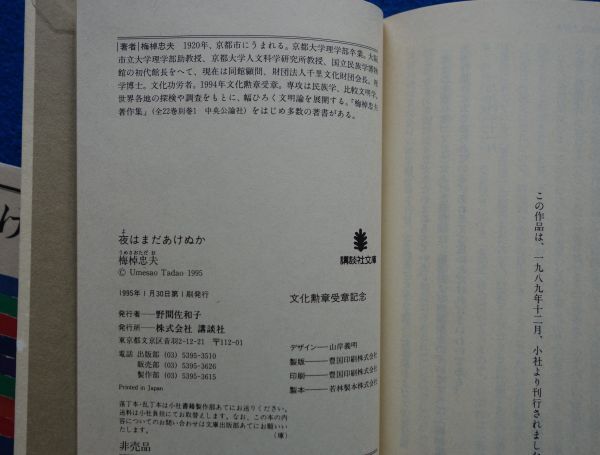 |著者|梅棹忠夫 1920年、京都市にうまれる。京都大学理学部卒業。大阪
市立大学理学部助教授、京都大学人文科学研究所教授、国立民族学博物
館の初代館長をへて、現在は同館顧問、財団法人千里文化財団会長。理
学博士。文化功労者。1994年文化勲章受章。専攻は民族学、比較文明学。
世界各地の探検や調査をもとに、幅ひろく文明論を展開する。『梅棹忠夫
著作集』(全22巻別巻1 中央公論社)をはじめ多数の著書がある。
よ
夜はまだあけぬか
うめさおただお
梅棹忠夫
© Umesao Tadao 1995
1995年1月30日第1刷発行
発行者——野間佐和子
発行所——株式会社 講談社
東京都文京区音羽2-12-21 〒112-01
電話 出版部 (03) 5395-3510
販売部 (03) 5395-3626
製作部 (03) 5395-3615
Printed in Japan
落丁本・乱丁本は小社書籍製作部あてにお送りください。
送料は小社負担にてお取替えします。なお、この本の内
容についてのお問い合わせは文庫出版部あてにお願いい
たします。 (庫)
非売品
講談社文庫
文化勲章受章記念
デザイン——山岸義明
製版——豊国印刷株式会社
印刷——豊国印刷株式会社
製本——若林製本株式会社
この作品は、一九八九年十二月、小社より刊行されました
け